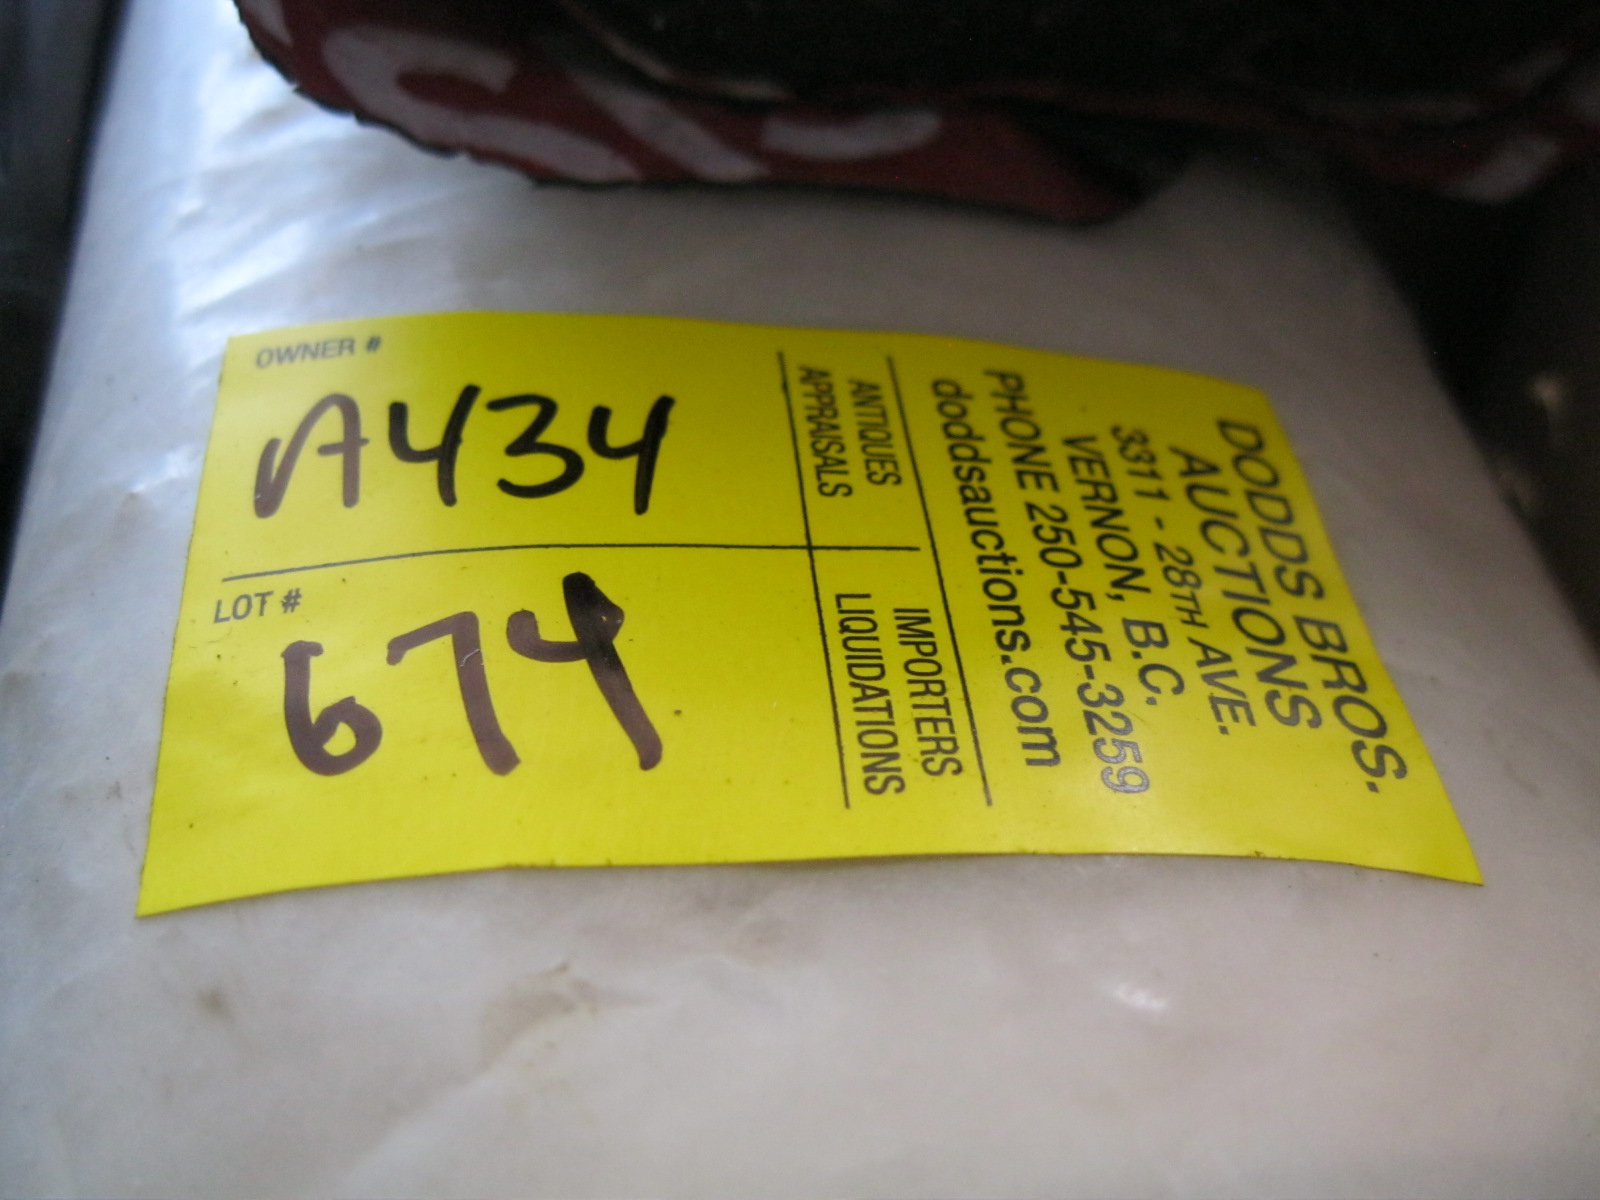 OWNER #
A434
LOT #
674
DODDS BROS.
AUCTIONS
3311 - 28TH AVE.
VERNON, B.C.
PHONE 250-545-3259
doddsauctions.com
ANTIQUES IMPORTERS
APPRAISALS LIQUIDATIONS